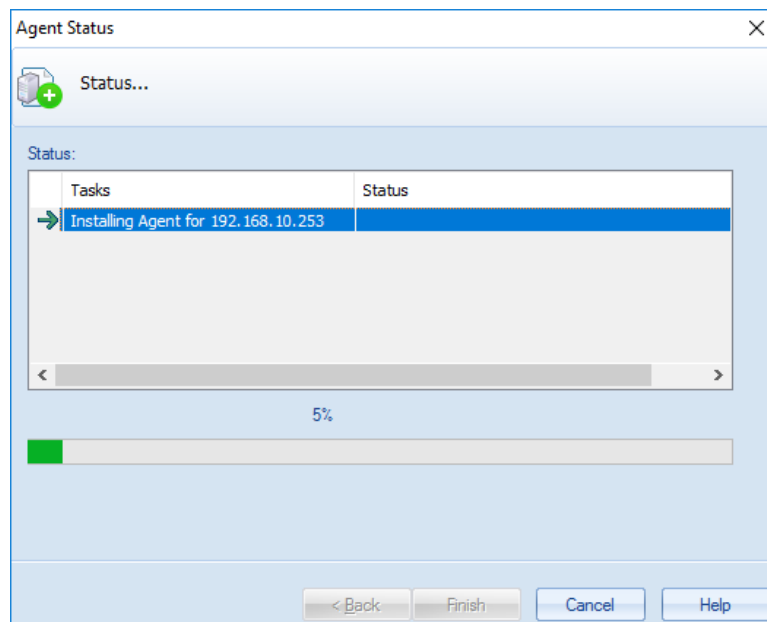 Agent Status
Status...
Status:
Tasks Status
Installing Agent for 192.168.10.253
5%
< Back Finish Cancel Help